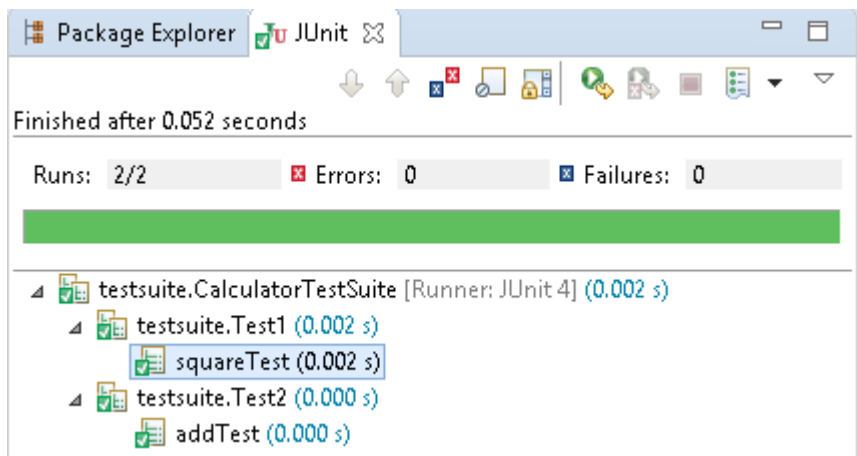 Package Explorer JUnit
Finished after 0.052 seconds
Runs: 2/2 Errors: 0 Failures: 0
testsuite.CalculatorTestSuite [Runner: JUnit 4] (0.002 s)
testsuite.Test1 (0.002 s)
squareTest (0.002 s)
testsuite.Test2 (0.000 s)
addTest (0.000 s)